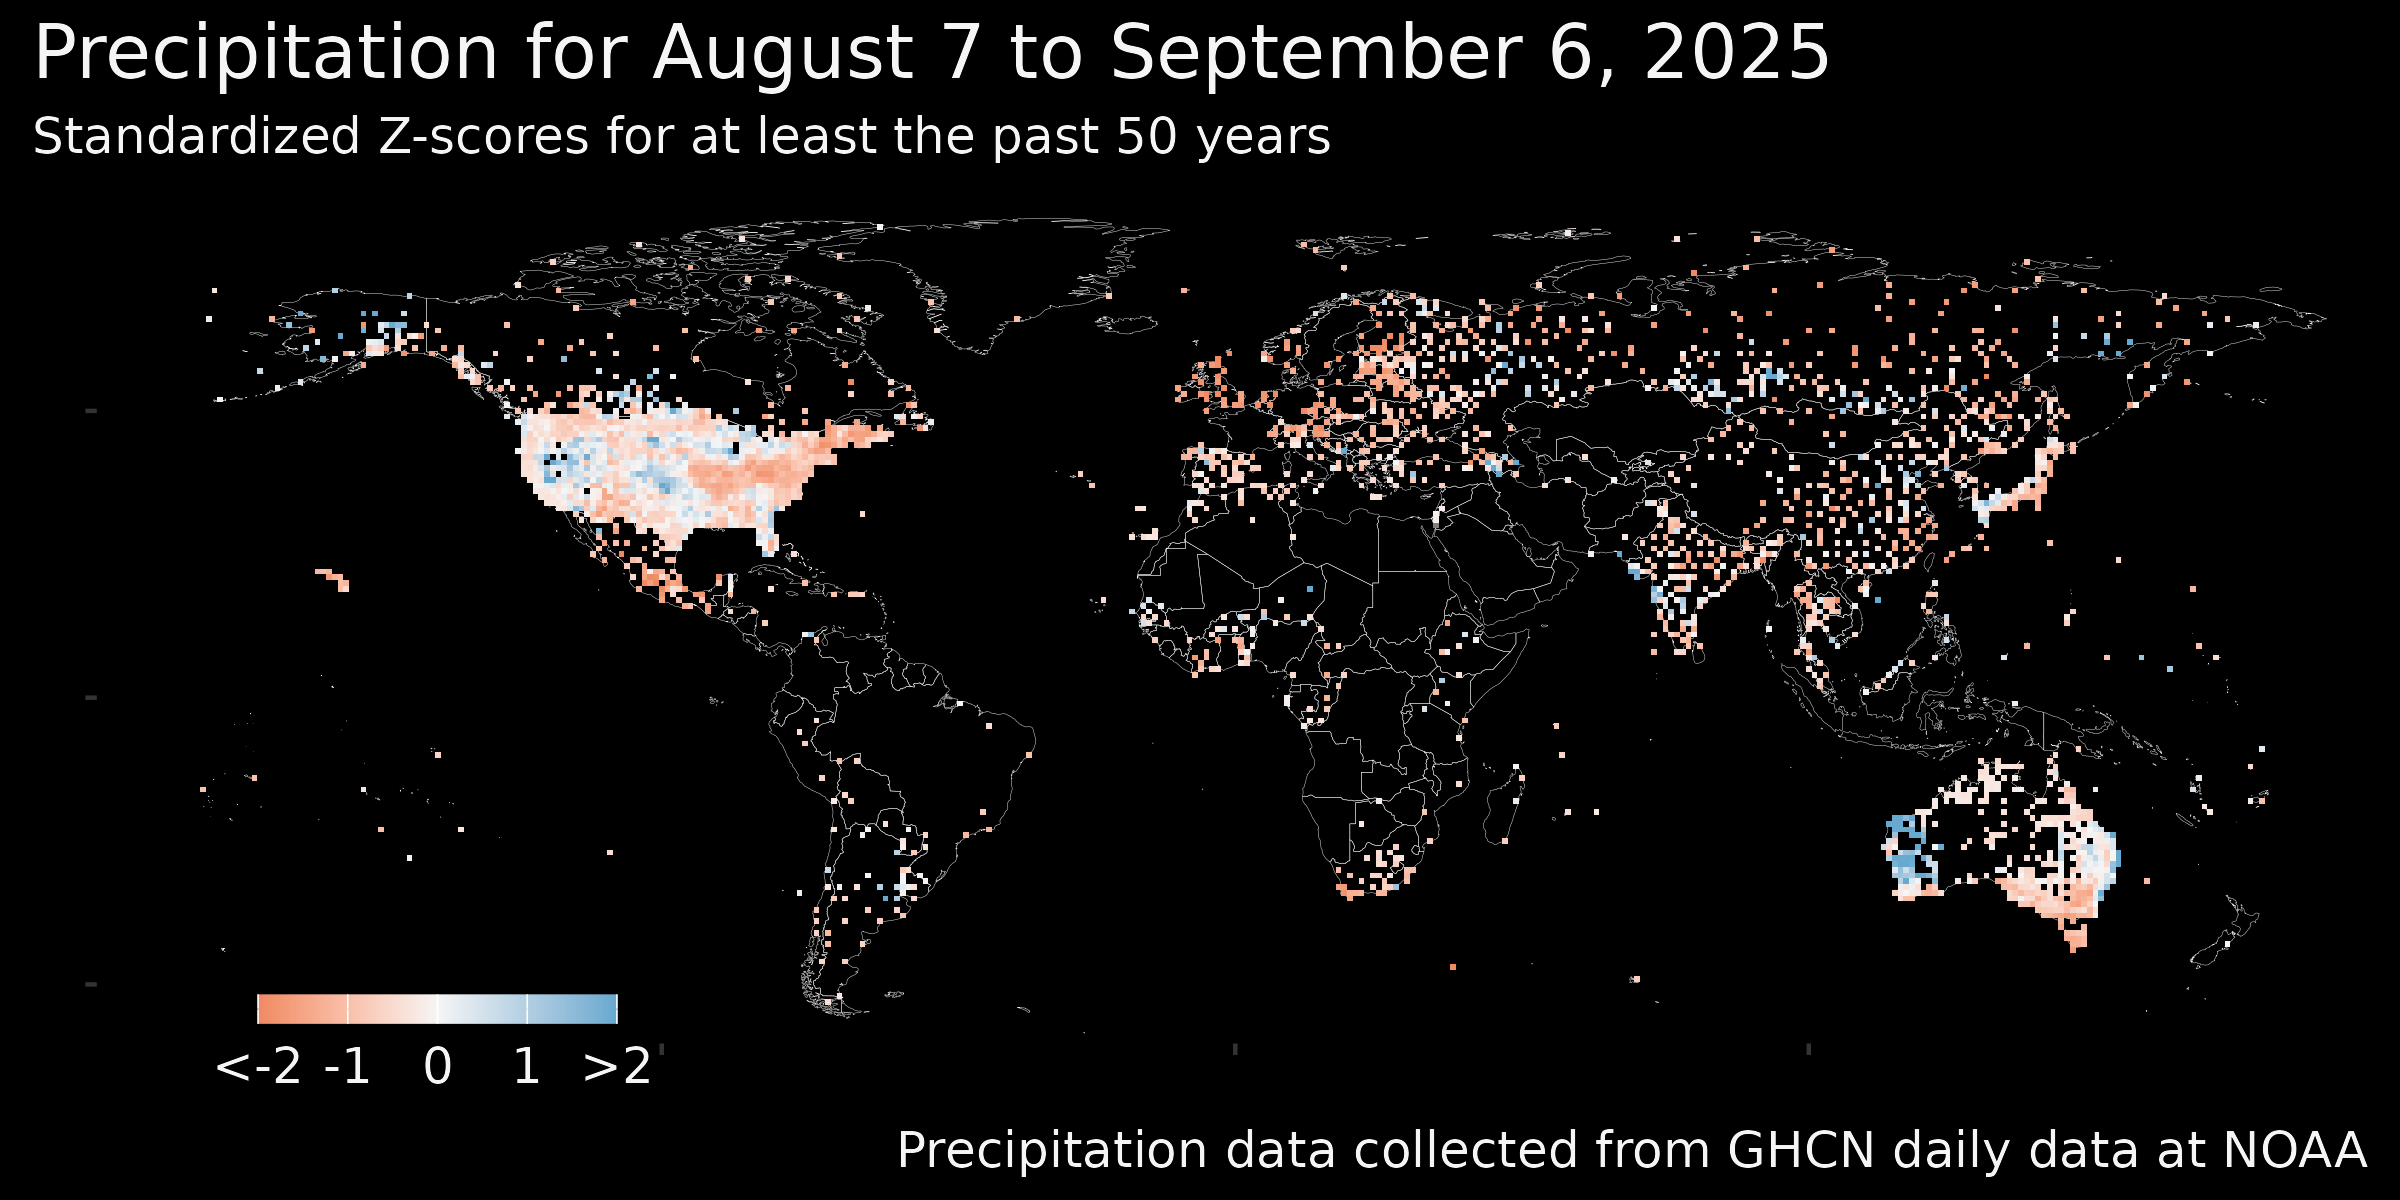 Precipitation for August 7 to September 6, 2025
Standardized Z-scores for at least the past 50 years
<-2 -1 0 1 >2
Precipitation data collected from GHCN daily data at NOAA